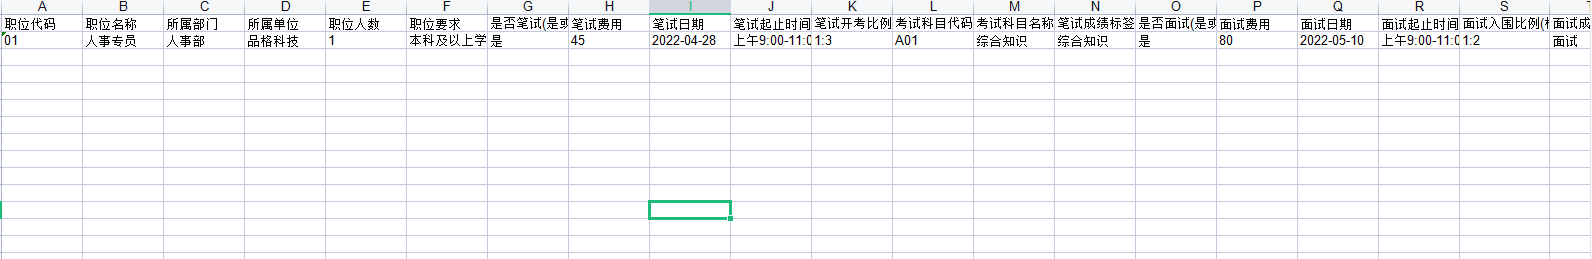 A B C D E F G H I J K L M N O P Q R S T
职位代码 职位名称 所属部门 所属单位 职位人数 职位要求 是否笔试(是或 笔试费用 笔试日期 笔试起止时间 笔试开考比例 考试科目代码 考试科目名称 笔试成绩标签 是否面试(是或 面试费用 面试日期 面试起止时间 面试入围比例( 面试成
01 人事专员 人事部 品格科技 1 本科及以上学 是 45 2022-04-28 上午9:00-11:0 1:3 A01 综合知识 综合知识 是 80 2022-05-10 上午9:00-11:0 1:2 面试